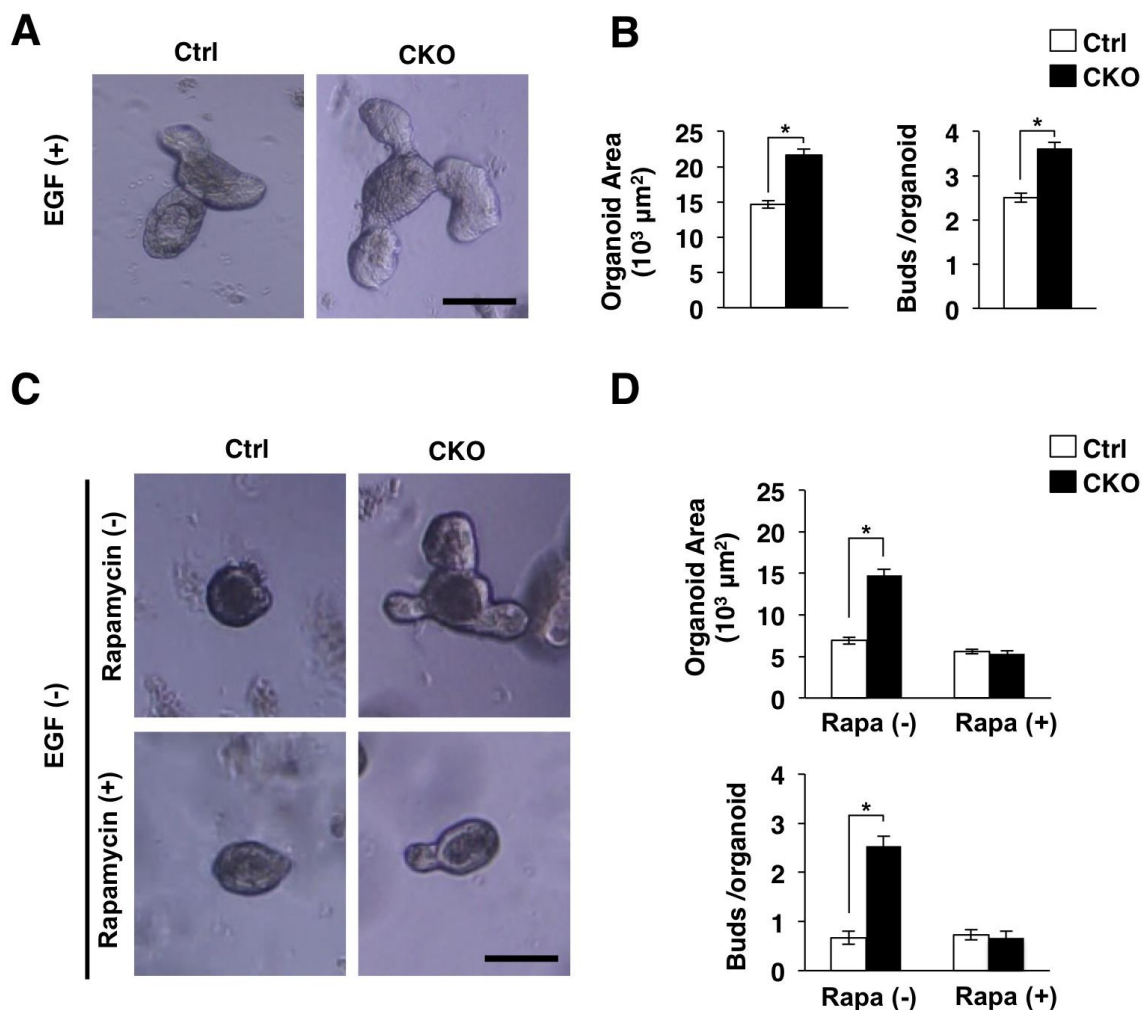 A
Ctrl
CKO
EGF (+)
B
Ctrl
CKO
Organoid Area
(10³ µm²)
25
20
15
10
5
0
*
Buds /organoid
4
3
2
1
0
*
C
Ctrl
CKO
EGF (-)
Rapamycin (-)
Rapamycin (+)
D
Ctrl
CKO
Organoid Area
(10³ µm²)
25
20
15
10
5
0
*
Rapa (-) Rapa (+)
Buds /organoid
4
3
2
1
0
*
Rapa (-) Rapa (+)